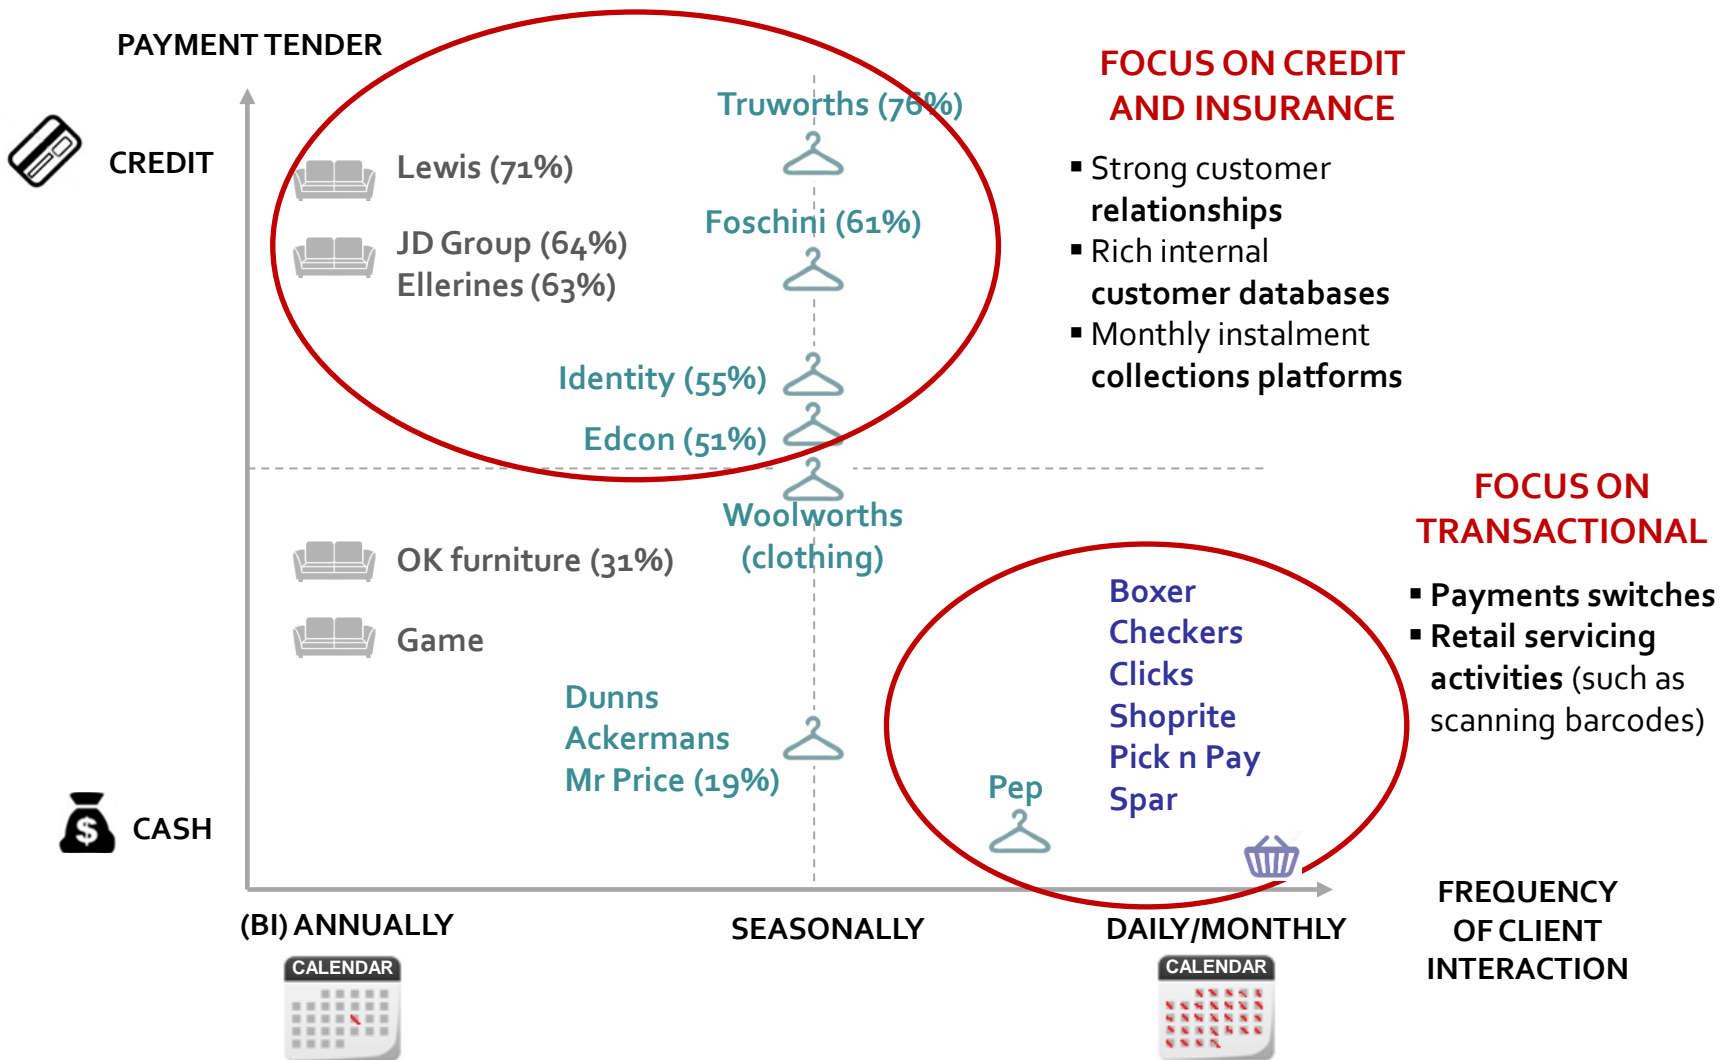 PAYMENT TENDER
CREDIT
CASH
Truworths (76%)
Lewis (71%)
Foschini (61%)
JD Group (64%)
Ellerines (63%)
Identity (55%)
Edcon (51%)
Woolworths
(clothing)
OK furniture (31%)
Game
Dunns
Ackermans
Mr Price (19%)
Pep
Boxer
Checkers
Clicks
Shoprite
Pick n Pay
Spar
$
FOCUS ON CREDIT
AND INSURANCE
▪ Strong customer
relationships
▪ Rich internal
customer databases
▪ Monthly instalment
collections platforms
FOCUS ON
TRANSACTIONAL
▪ Payments switches
▪ Retail servicing
activities (such as
scanning barcodes)
(BI) ANNUALLY
SEASONALLY
DAILY/MONTHLY
FREQUENCY
OF CLIENT
INTERACTION
CALENDAR
CALENDAR